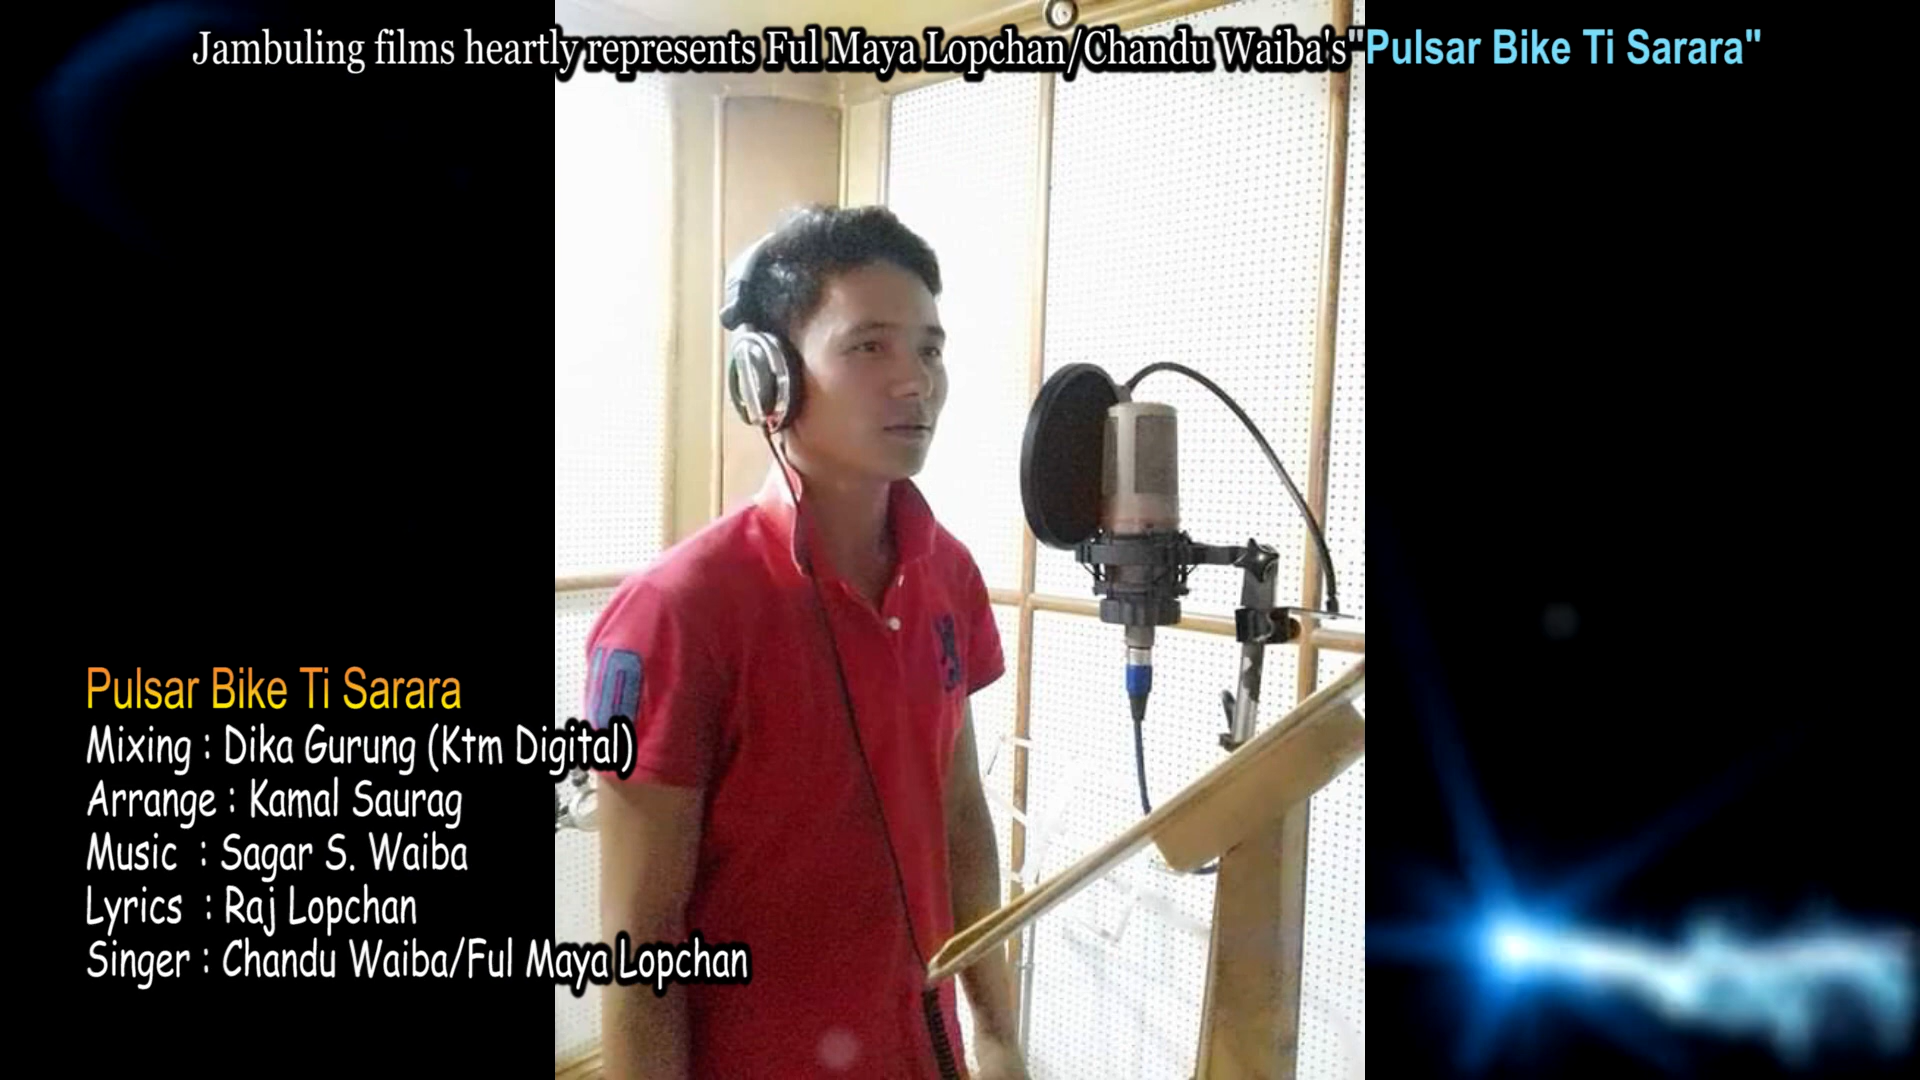 Jambuling films heartly represents Ful Maya Lopchan/Chandu Waiba's"Pulsar Bike Ti Sarara"
Pulsar Bike Ti Sarara
Mixing : Dika Gurung (Ktm Digital)
Arrange : Kamal Saurag
Music : Sagar S. Waiba
Lyrics : Raj Lopchan
Singer : Chandu Waiba/Ful Maya Lopchan